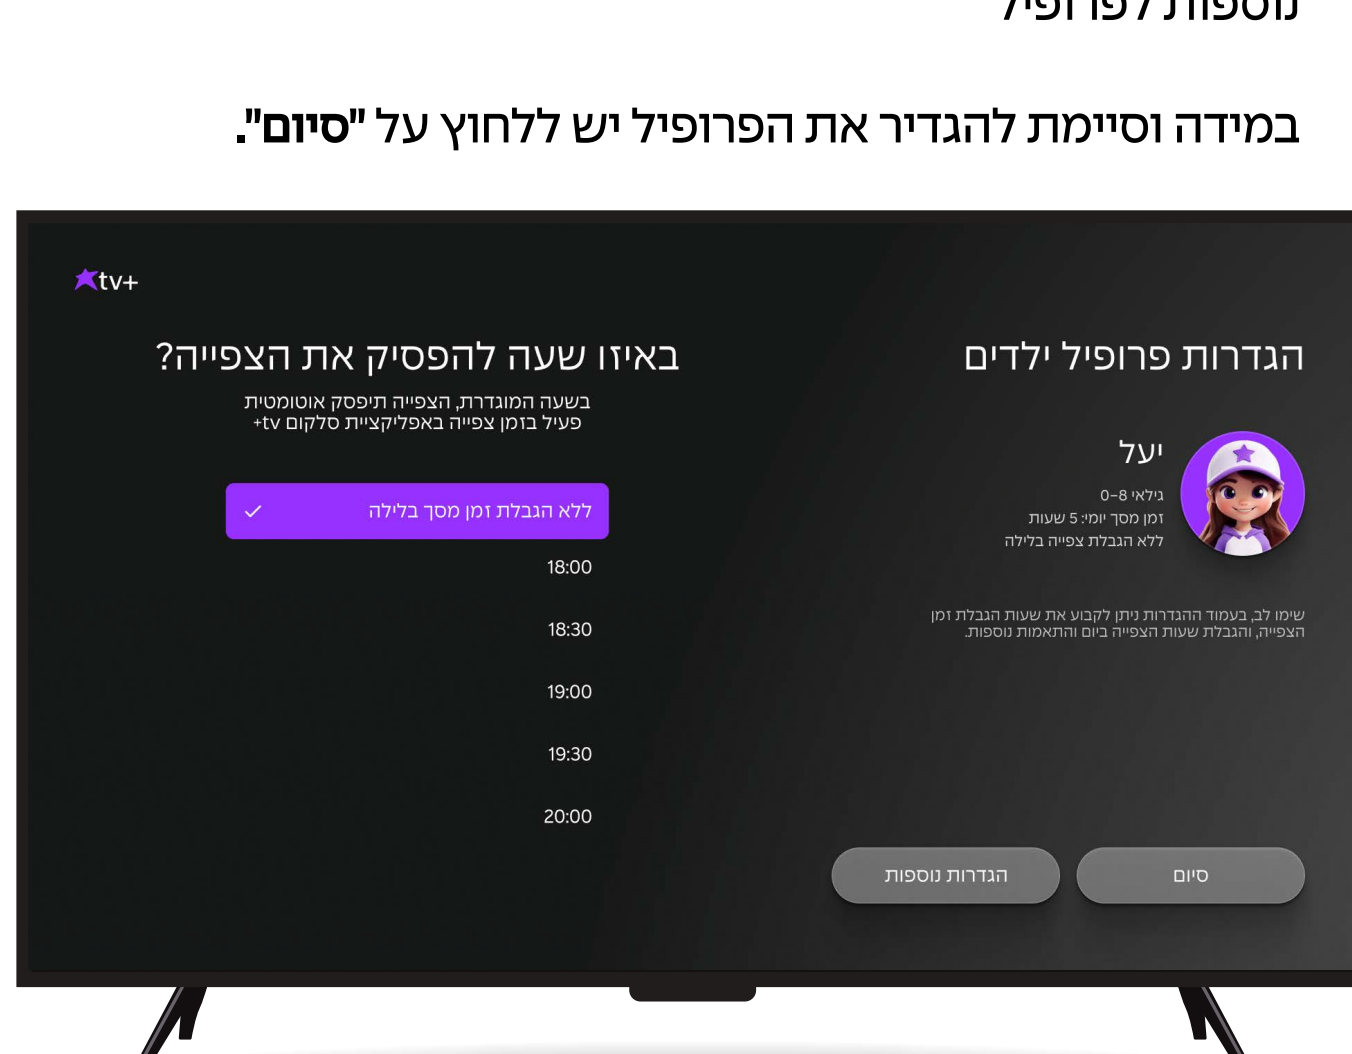 נוספות לפרופיל
במידה וסיימת להגדיר את הפרופיל יש ללחוץ על "סיום".
tv+
הגדרות פרופיל ילדים
יעל
גילאי 0-8
זמן מסך יומי: 5 שעות
ללא הגבלת צפייה בלילה
שימו לב, בעמוד ההגדרות ניתן לקבוע את שעות הגבלת זמן
הצפייה, והגבלת שעות הצפייה ביום והתאמות נוספות.
סיום
הגדרות נוספות
באיזו שעה להפסיק את הצפייה?
בשעה המוגדרת, הצפייה תיפסק אוטומטית
פעיל בזמן צפייה באפליקציית סלקום tv+
ללא הגבלת זמן מסך בלילה
18:00
18:30
19:00
19:30
20:00